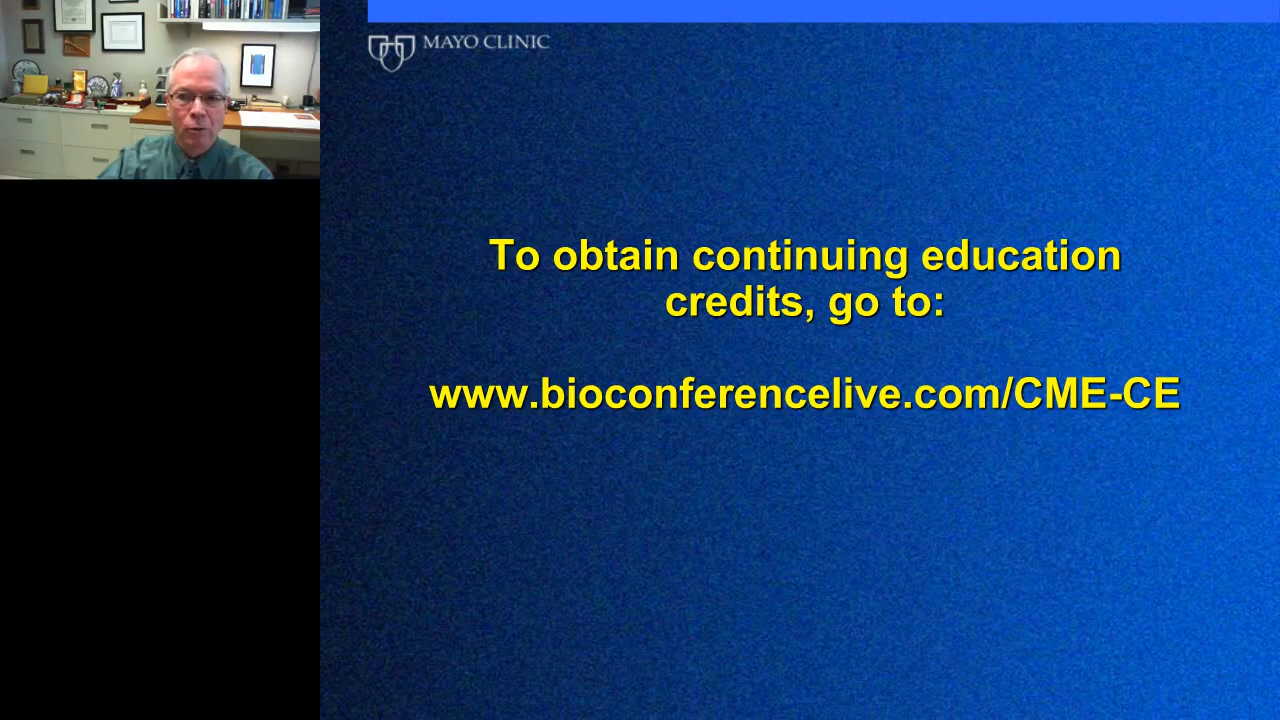 MAYO CLINIC
To obtain continuing education
credits, go to:
www.bioconferencelive.com/CME-CE